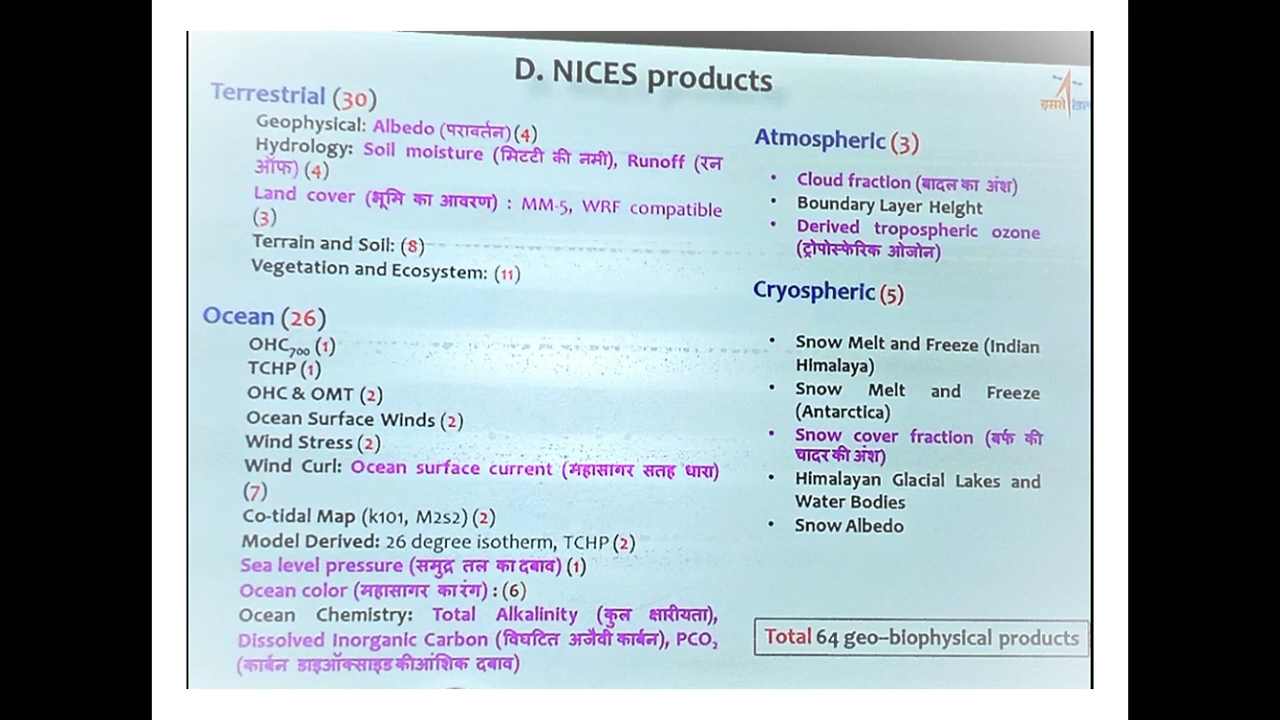 D. NICES products
Terrestrial (30)
Geophysical: Albedo (परावर्तन) (4)
Hydrology: Soil moisture (मिटटी की नमी), Runoff (रन
ऑफ) (4)
Land cover (भूमि का आवरण) : MM-5, WRF compatible
(3)
Terrain and Soil: (8)
Vegetation and Ecosystem: (11)
Ocean (26)
OHC₇₀₀ (1)
TCHP (1)
OHC & OMT (2)
Ocean Surface Winds (2)
Wind Stress (2)
Wind Curl: Ocean surface current (महासागर सतह धारा)
(7)
Co-tidal Map (k1o1, M2s2) (2)
Model Derived: 26 degree isotherm, TCHP (2)
Sea level pressure (समुद्र तल का दबाव) (1)
Ocean color (महासागर का रंग) : (6)
Ocean Chemistry: Total Alkalinity (कुल क्षारीयता),
Dissolved Inorganic Carbon (विघटित अजैवी कार्बन), PCO₂
(कार्बन डाइऑक्साइड की आंशिक दबाव)
इसरो
Atmospheric (3)
• Cloud fraction (बादल का अंश)
• Boundary Layer Height
• Derived tropospheric ozone
(ट्रोपोस्फेरिक ओजोन)
Cryospheric (5)
• Snow Melt and Freeze (Indian
Himalaya)
• Snow Melt and Freeze
(Antarctica)
• Snow cover fraction (बर्फ की
चादर की अंश)
• Himalayan Glacial Lakes and
Water Bodies
• Snow Albedo
Total 64 geo–biophysical products